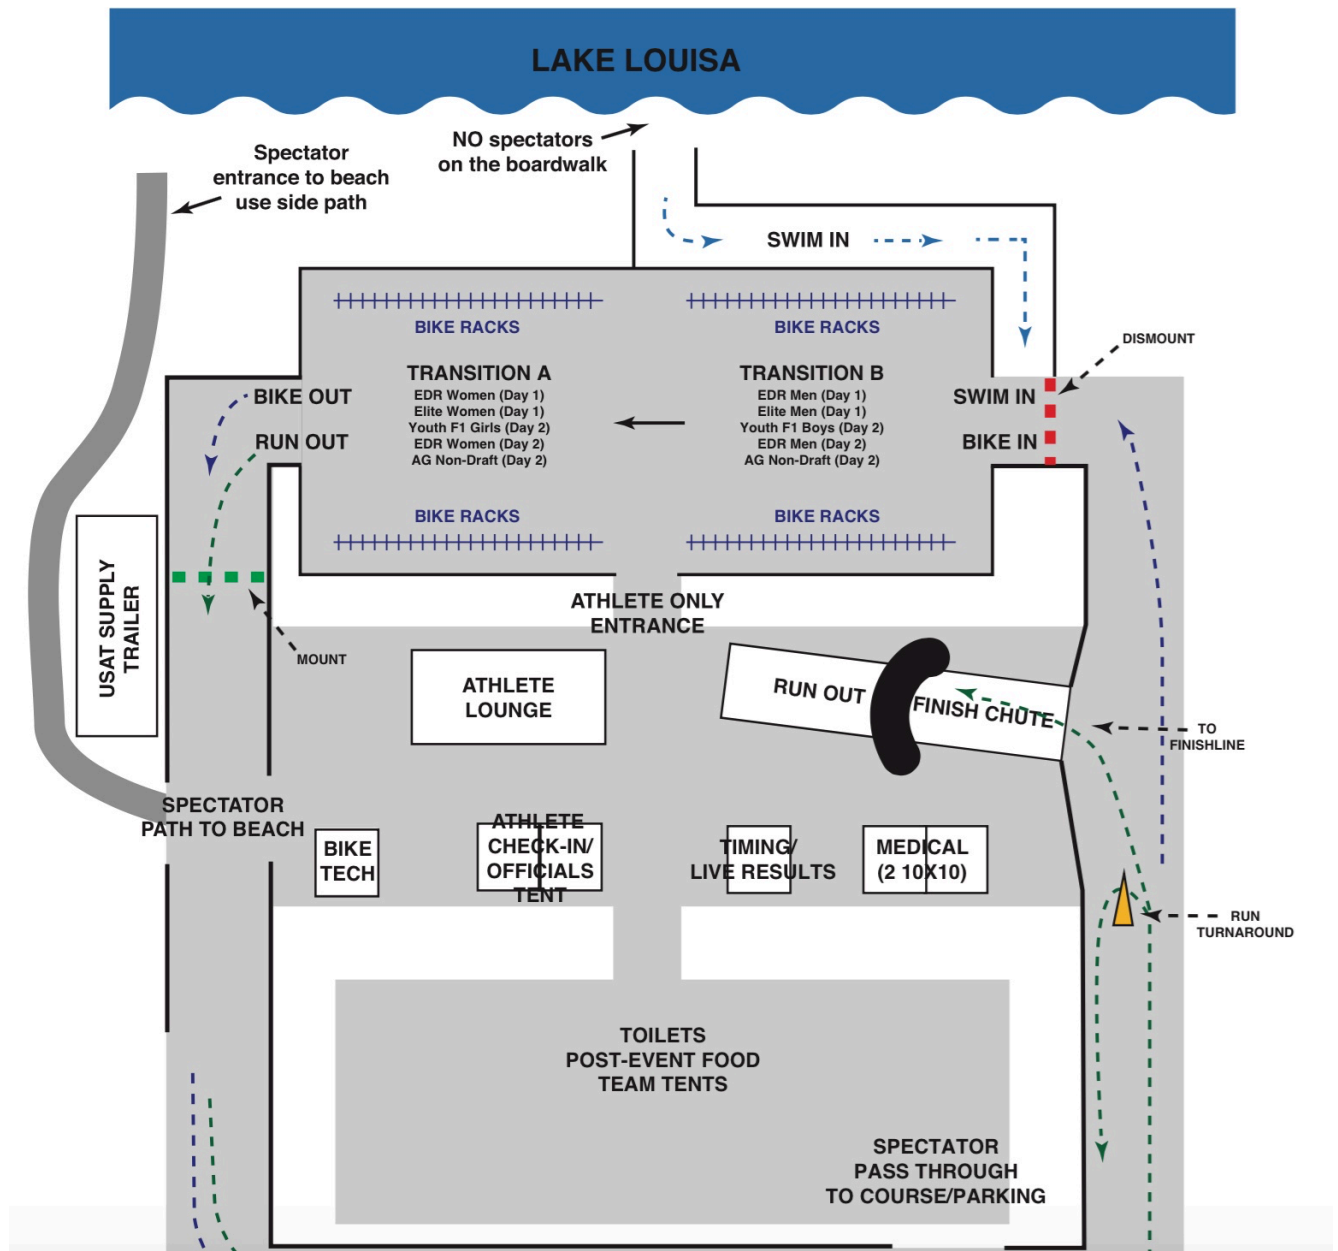 LAKE LOUISA
NO spectators
on the boardwalk
Spectator
entrance to beach
use side path
SWIM IN
DISMOUNT
BIKE RACKS
BIKE RACKS
TRANSITION A
EDR Women (Day 1)
Elite Women (Day 1)
Youth F1 Girls (Day 2)
EDR Women (Day 2)
AG Non-Draft (Day 2)
TRANSITION B
EDR Men (Day 1)
Elite Men (Day 1)
Youth F1 Boys (Day 2)
EDR Men (Day 2)
AG Non-Draft (Day 2)
BIKE OUT
RUN OUT
SWIM IN
BIKE IN
BIKE RACKS
BIKE RACKS
USAT SUPPLY
TRAILER
MOUNT
ATHLETE ONLY
ENTRANCE
ATHLETE
LOUNGE
RUN OUT
FINISH CHUTE
TO
FINISHLINE
SPECTATOR
PATH TO BEACH
BIKE
TECH
ATHLETE
CHECK-IN/
OFFICIALS
TENT
TIMING/
LIVE RESULTS
MEDICAL
(2 10X10)
RUN
TURNAROUND
TOILETS
POST-EVENT FOOD
TEAM TENTS
SPECTATOR
PASS THROUGH
TO COURSE/PARKING